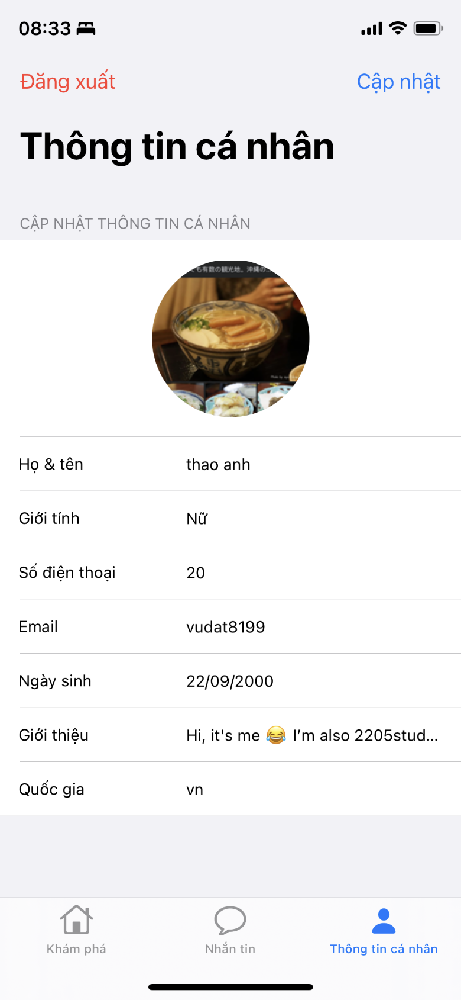 08:33
Đăng xuất
Cập nhật
Thông tin cá nhân
CẬP NHẬT THÔNG TIN CÁ NHÂN
も有数の観光地。沖縄の...
Họ & tên thao anh
Giới tính Nữ
Số điện thoại 20
Email vudat8199
Ngày sinh 22/09/2000
Giới thiệu Hi, it's me 😂 I’m also 2205stud...
Quốc gia vn
Khám phá
Nhắn tin
Thông tin cá nhân